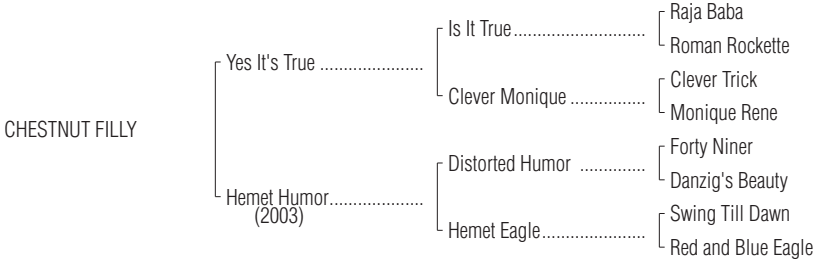 Raja Baba
Is It True............................
Roman Rockette
Yes It's True ......................
Clever Trick
Clever Monique ................
Monique Rene
CHESTNUT FILLY
Forty Niner
Distorted Humor ..............
Danzig's Beauty
Hemet Humor....................
(2003)
Swing Till Dawn
Hemet Eagle......................
Red and Blue Eagle